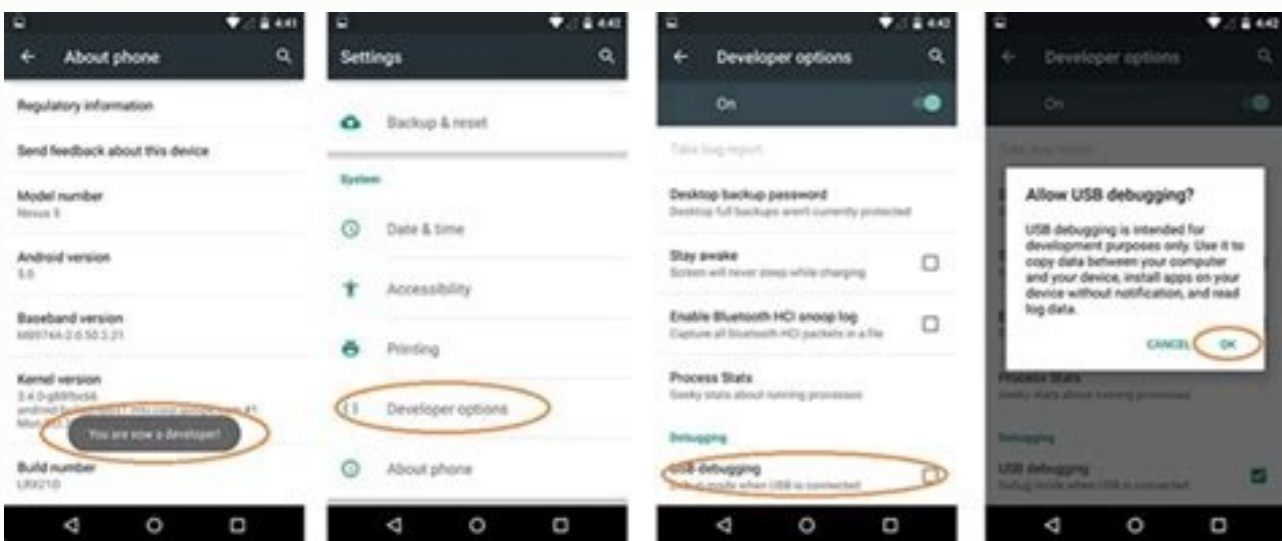 4:41
About phone
Regulatory information
Send feedback about this device
Model number
Nexus 5
Android version
5.0
Baseband version
Kernel version
You are now a developer!
Build number
LRX21O
4:42
Settings
Backup & reset
System
Date & time
Accessibility
Printing
Developer options
About phone
4:42
Developer options
On
Take bug report
Desktop backup password
Desktop full backups aren't currently protected
Stay awake
Screen will never sleep while charging
Enable Bluetooth HCI snoop log
Capture all bluetooth HCI packets in a file
Process Stats
Geeky stats about running processes
Debugging
USB debugging
Debug mode when USB is connected
4:42
Developer options
On
Take bug report
Allow USB debugging?
USB debugging is intended for
development purposes only. Use it to
copy data between your computer
and your device, install apps on your
device without notification, and read
log data.
CANCEL OK
Process Stats
Geeky stats about running processes
Debugging
USB debugging
Debug mode when USB is connected